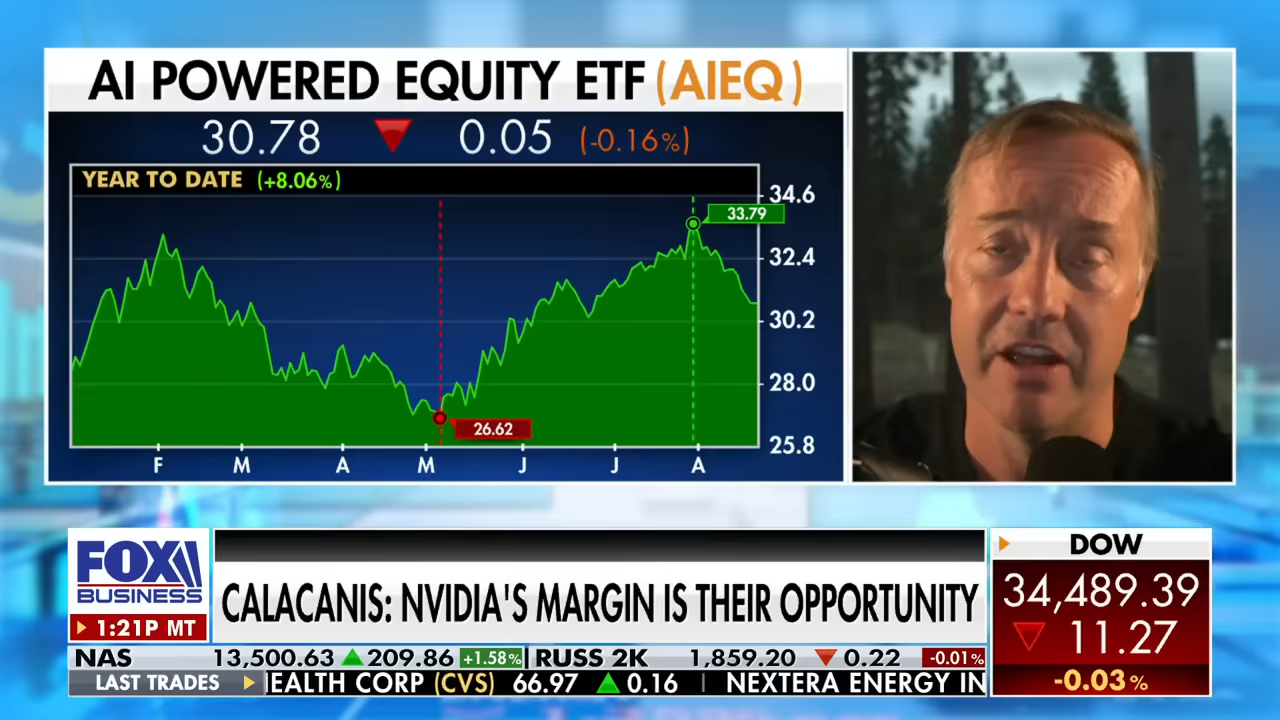 AI POWERED EQUITY ETF (AIEQ)
30.78 ▼ 0.05 (-0.16%)
YEAR TO DATE (+8.06%)
34.6
33.79
32.4
30.2
28.0
26.62
25.8
F M A M J J A
FOX
BUSINESS
1:21P MT
CALACANIS: NVIDIA'S MARGIN IS THEIR OPPORTUNITY
DOW
34,489.39
▼ 11.27
-0.03%
NAS 13,500.63 ▲ 209.86 +1.58% RUSS 2K 1,859.20 ▼ 0.22 -0.01%
LAST TRADES EALTH CORP (CVS) 66.97 ▲ 0.16 | NEXTERA ENERGY IN